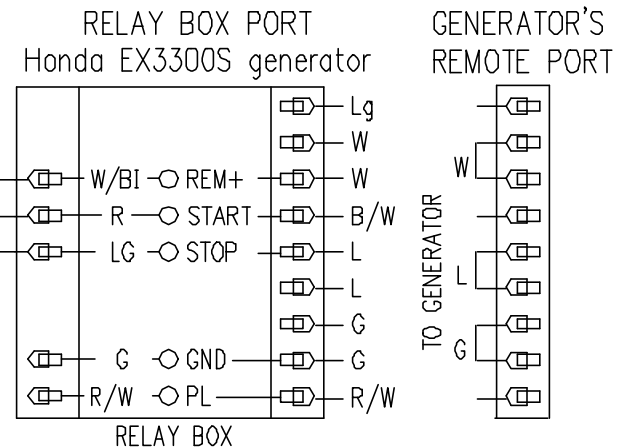 RELAY BOX PORT
Honda EX3300S generator
GENERATOR'S
REMOTE PORT
Lg
W
W/BI REM+ W
R START B/W
LG STOP L
L
G
G GND G
R/W PL R/W
RELAY BOX
TO GENERATOR
W
L
G